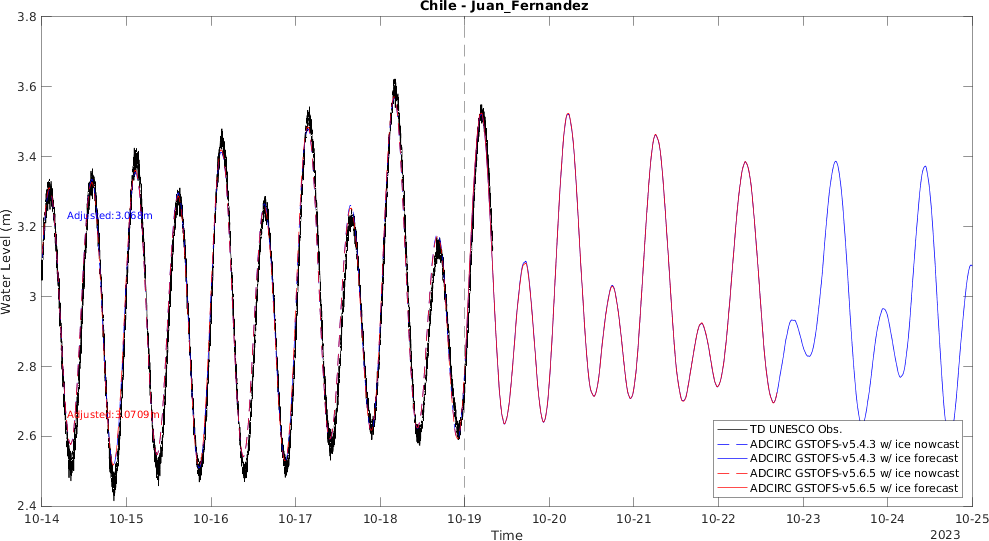 Chile - Juan_Fernandez
3.8
3.6
3.4
3.2
3
2.8
2.6
2.4
Water Level (m)
Adjusted:3.068m
Adjusted:3.0709m
TD UNESCO Obs.
ADCIRC GSTOFS-v5.4.3 w/ ice nowcast
ADCIRC GSTOFS-v5.4.3 w/ ice forecast
ADCIRC GSTOFS-v5.6.5 w/ ice nowcast
ADCIRC GSTOFS-v5.6.5 w/ ice forecast
10-14 10-15 10-16 10-17 10-18 10-19 10-20 10-21 10-22 10-23 10-24 10-25
Time
2023